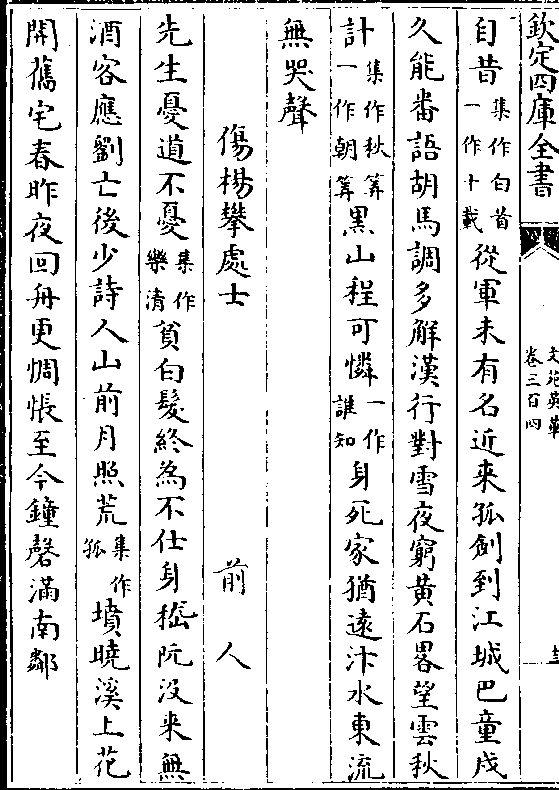 欽定四庫全書
文苑英華
卷三百四
自昔集作白首一作十載從軍未有名近来孤劍到江城巴童戍
久能番語胡馬調多解漢行對雪夜窮黄石畧望雲秋
計集作秋筭一作朝筭黒山程可憐一作誰知身死家猶遠汴水東流
無哭聲
傷楊攀處士
前人
先生憂道不憂集作樂清貧白髮終為不仕身嵇阮没来無
酒客應劉亡後少詩人山前月照荒集作孤墳曉溪上花
開舊宅春昨夜回舟更惆悵至今鐘磬滿南鄰